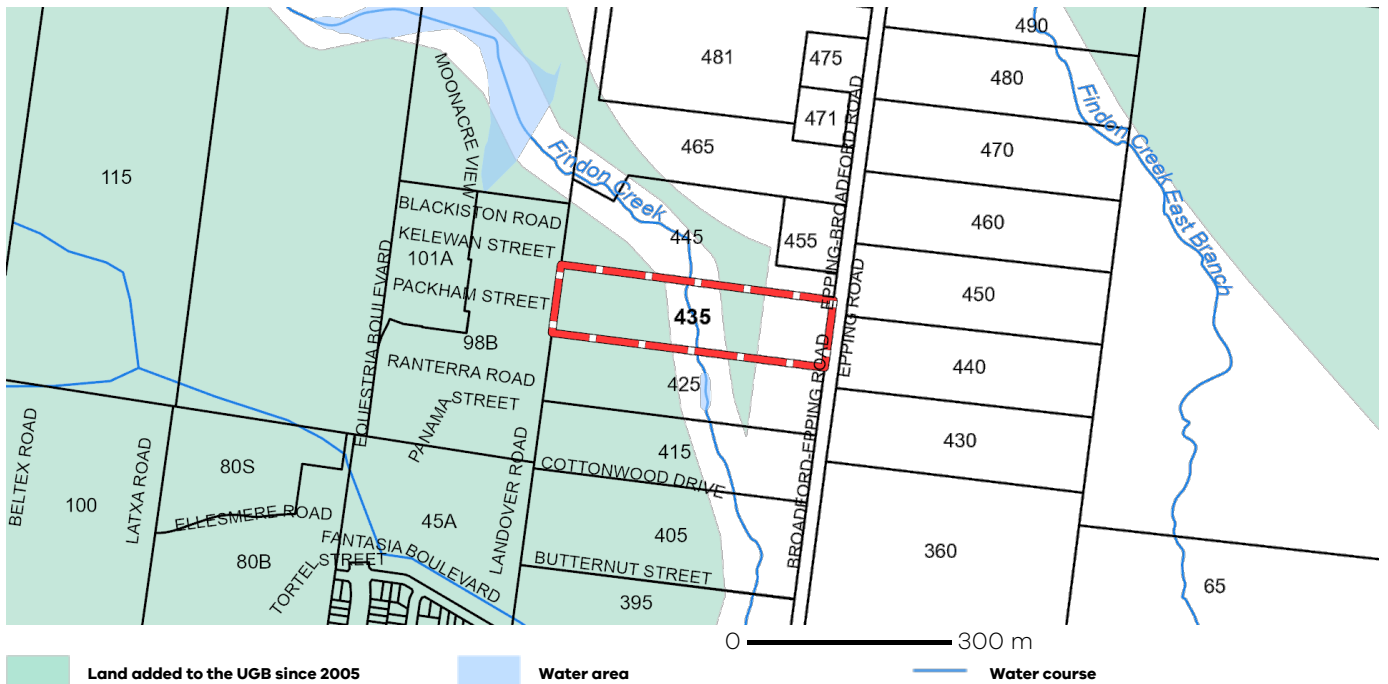 490
481
475
480
MOONACRE VIEW
471
Findon Creek East Branch
EPPING-BROADFORD ROAD
Findon Creek
465
470
115
BLACKISTON ROAD
460
445
455
KELEWAN STREET
101A
EQUESTRIA BOULEVARD
PACKHAM STREET
450
435
EPPING ROAD
98B
RANTERRA ROAD
440
425
PANAMA STREET
BROADFORD-EPPING ROAD
430
415
BELTEX ROAD
LATXA ROAD
80S
COTTONWOOD DRIVE
LANDOVER ROAD
100
ELLESMERE ROAD
45A
405
360
FANTASIA BOULEVARD
80B
TORTEL STREET
BUTTERNUT STREET
65
395
0 300 m
Land added to the UGB since 2005
Water area
Water course